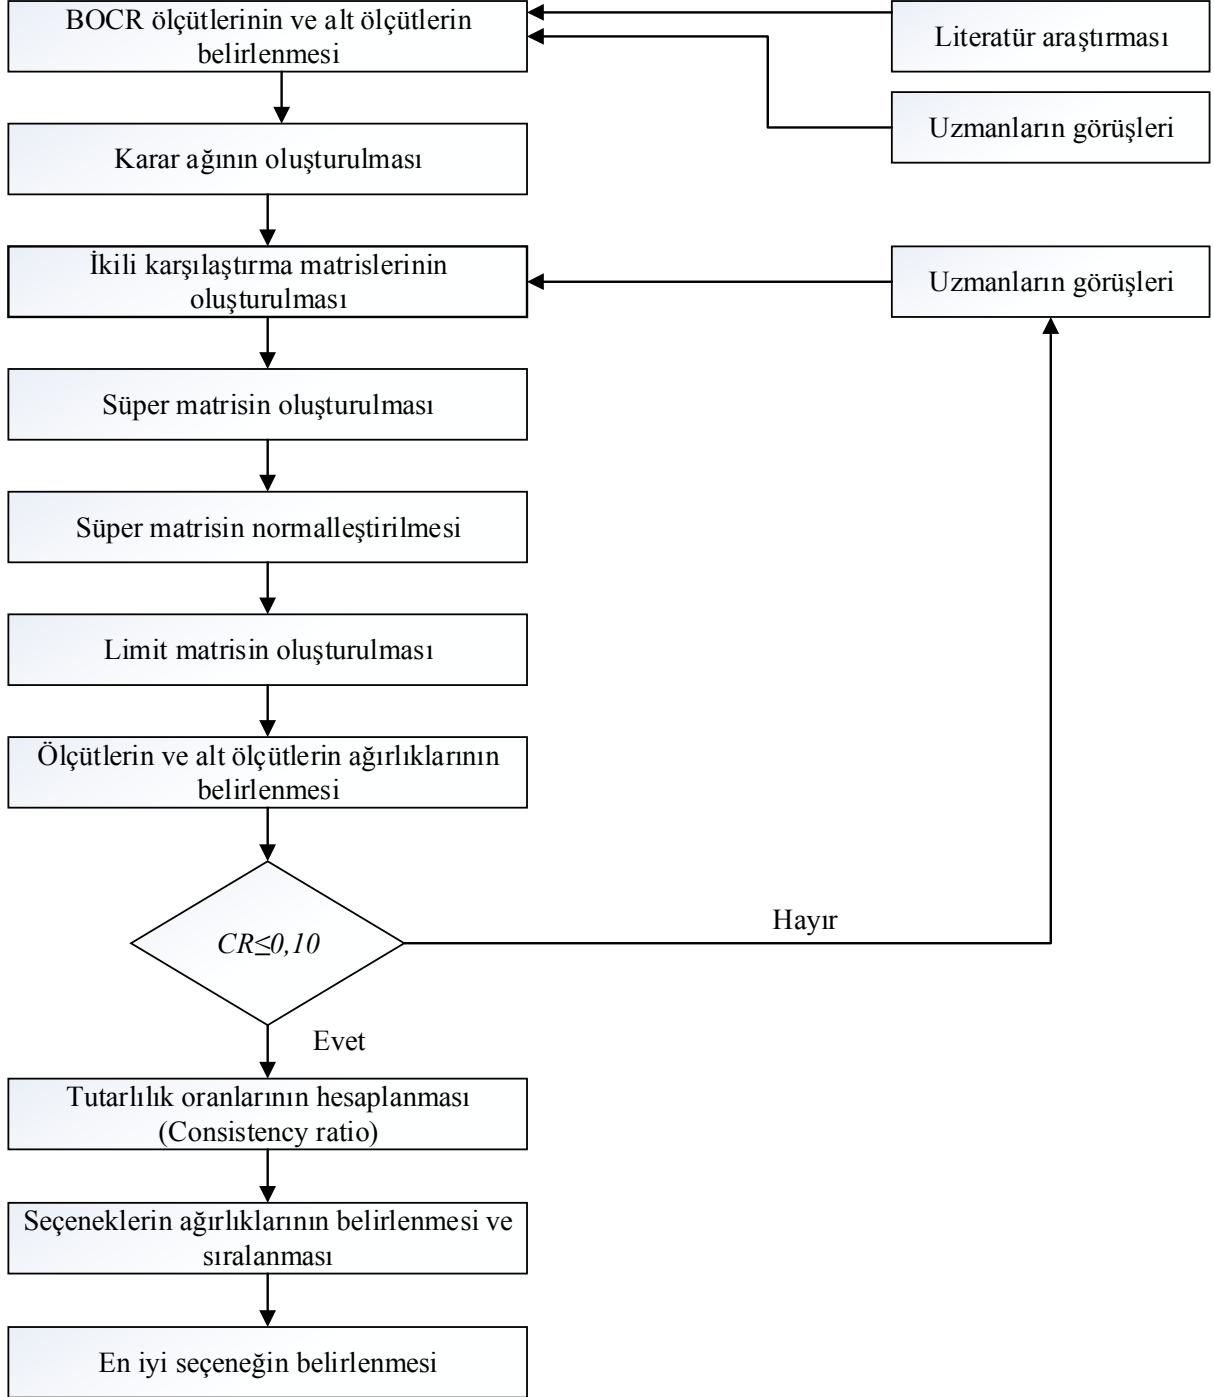 BOCR ölçütlerinin ve alt ölçütlerin
belirlenmesi
Literatür araştırması
Uzmanların görüşleri
Karar ağının oluşturulması
İkili karşılaştırma matrislerinin
oluşturulması
Uzmanların görüşleri
Süper matrisin oluşturulması
Süper matrisin normalleştirilmesi
Limit matrisin oluşturulması
Ölçütlerin ve alt ölçütlerin ağırlıklarının
belirlenmesi
CR≤0,10
Hayır
Evet
Tutarlılık oranlarının hesaplanması
(Consistency ratio)
Seçeneklerin ağırlıklarının belirlenmesi ve
sıralanması
En iyi seçeneğin belirlenmesi